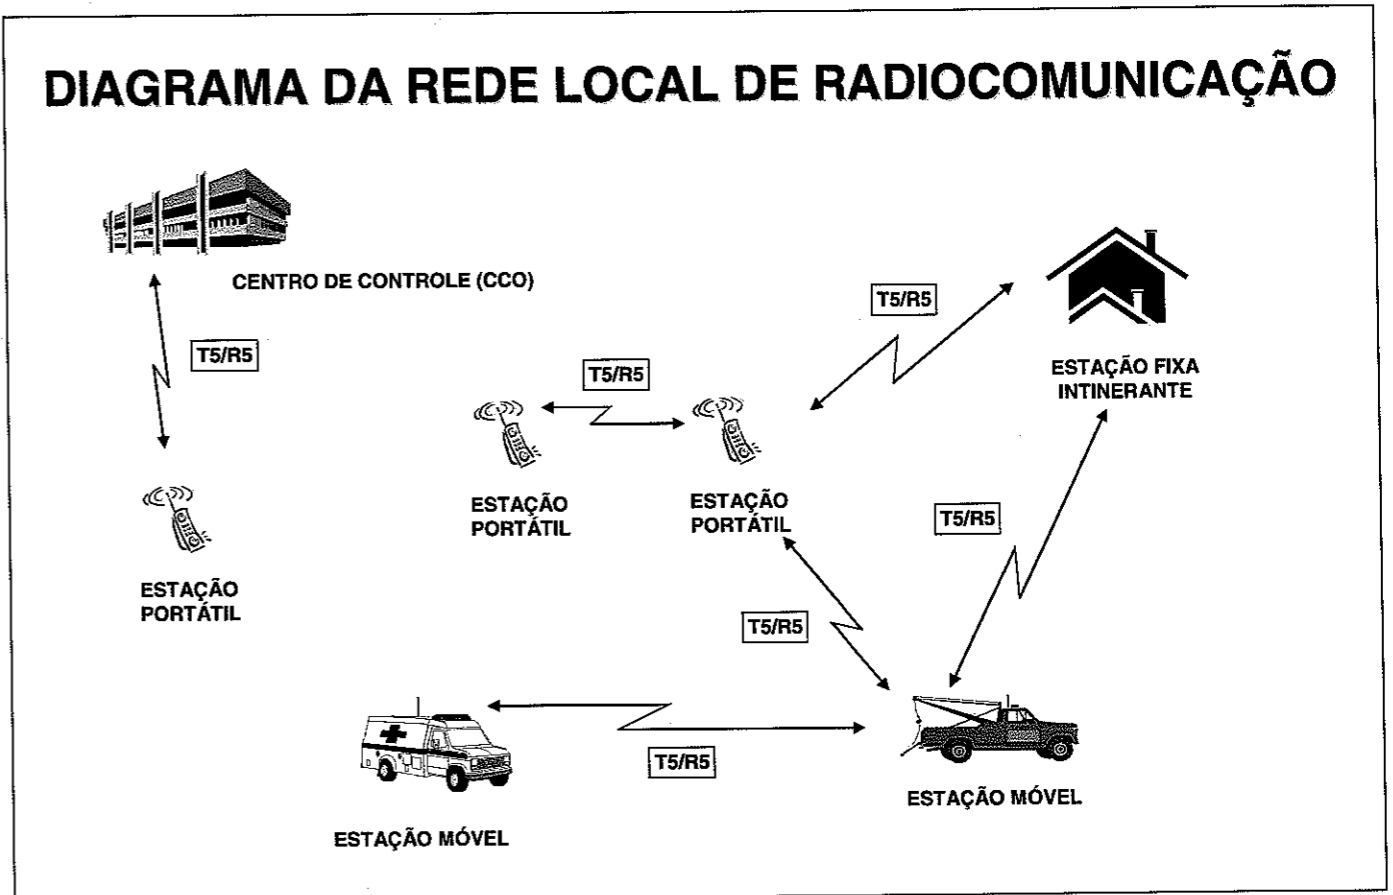 DIAGRAMA DA REDE LOCAL DE RADIOCOMUNICAÇÃO
CENTRO DE CONTROLE (CCO)
T5/R5
T5/R5
ESTAÇÃO FIXA
INTINERANTE
T5/R5
ESTAÇÃO
PORTÁTIL
ESTAÇÃO
PORTÁTIL
T5/R5
ESTAÇÃO
PORTÁTIL
T5/R5
T5/R5
ESTAÇÃO MÓVEL
ESTAÇÃO MÓVEL